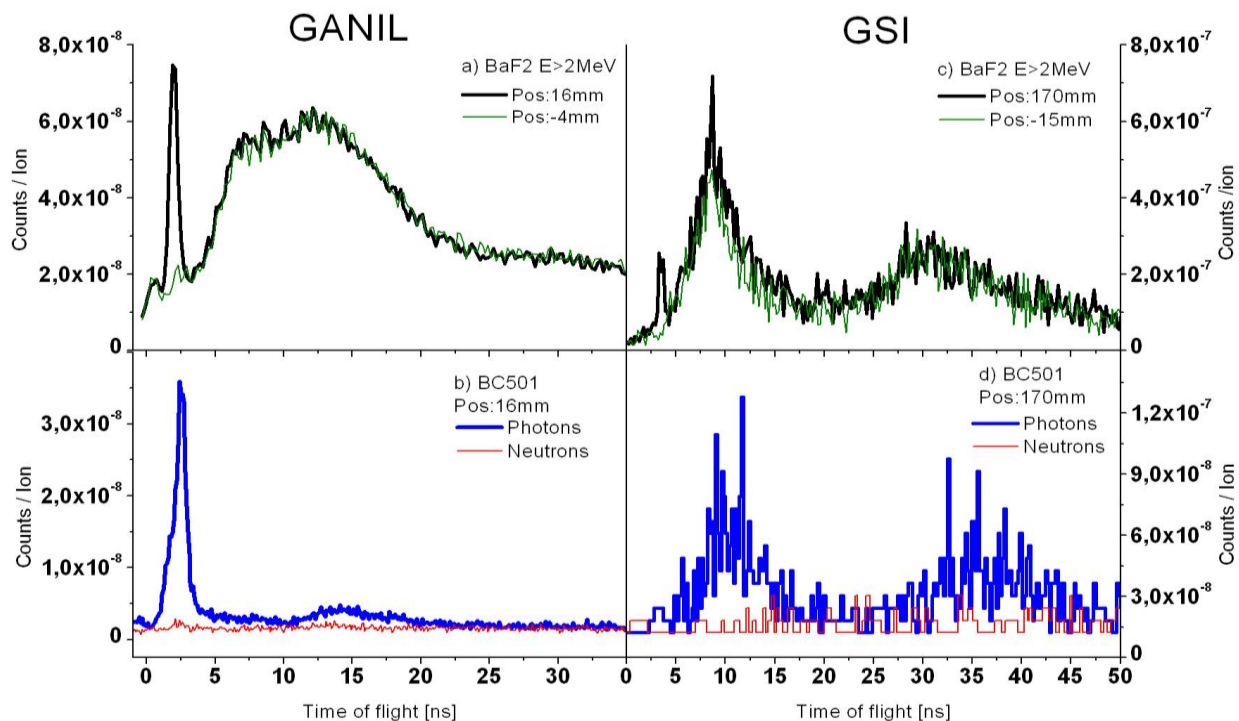 GANIL
GSI
8,0x10⁻⁸
6,0x10⁻⁸
4,0x10⁻⁸
2,0x10⁻⁸
0
Counts / Ion
a) BaF2 E>2MeV
Pos:16mm
Pos:-4mm
c) BaF2 E>2MeV
Pos:170mm
Pos:-15mm
8,0x10⁻⁷
6,0x10⁻⁷
4,0x10⁻⁷
2,0x10⁻⁷
0
Counts /ion
3,0x10⁻⁸
2,0x10⁻⁸
1,0x10⁻⁸
0
Counts / Ion
b) BC501
Pos:16mm
Photons
Neutrons
d) BC501
Pos:170mm
Photons
Neutrons
1,2x10⁻⁷
9,0x10⁻⁸
6,0x10⁻⁸
3,0x10⁻⁸
0
Counts / Ion
0 5 10 15 20 25 30
0 5 10 15 20 25 30 35 40 45 50
Time of flight [ns]
Time of flight [ns]